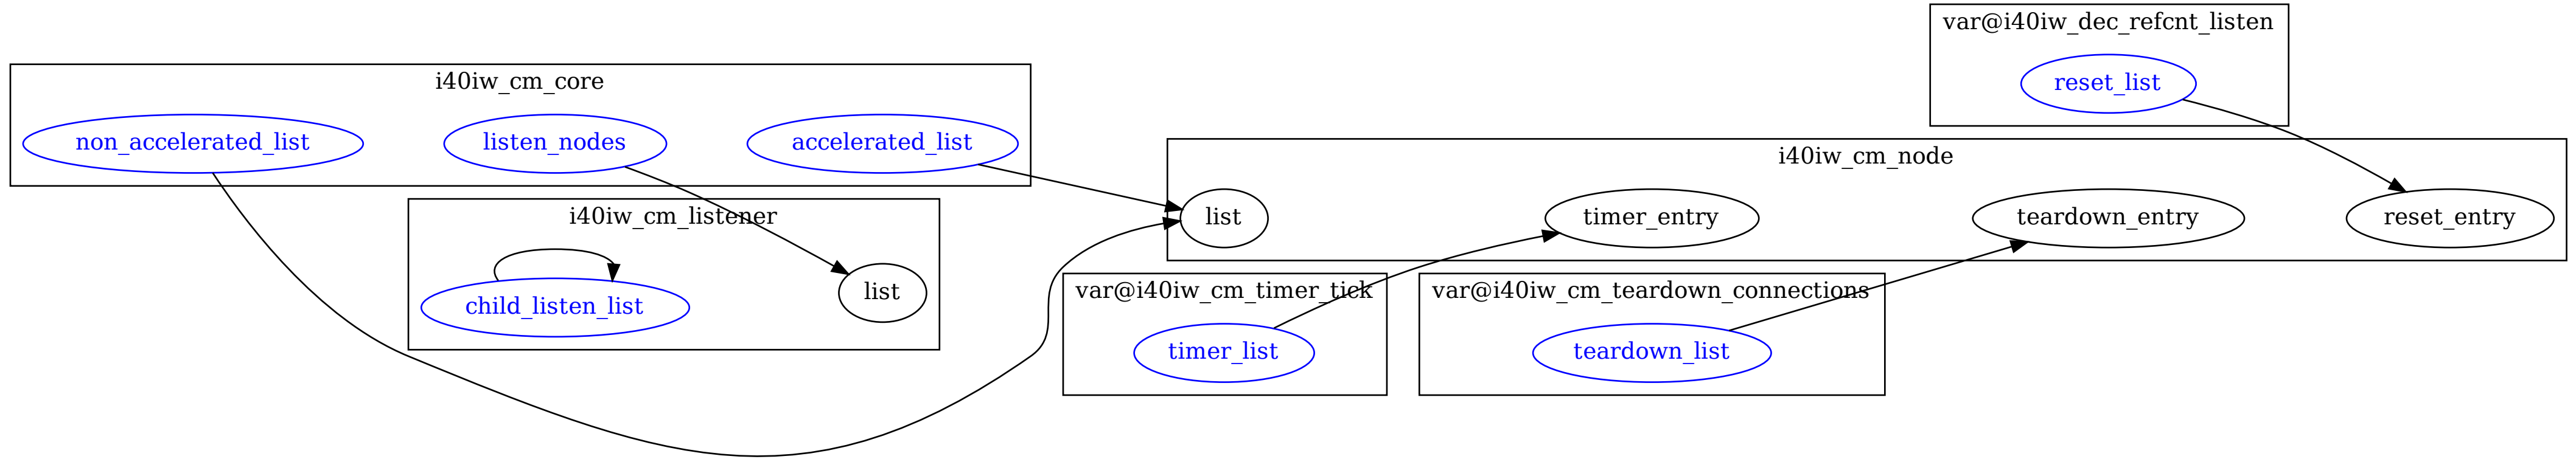 var@i40iw_dec_refcnt_listen
reset_list
i40iw_cm_core
non_accelerated_list
listen_nodes
accelerated_list
i40iw_cm_node
list
timer_entry
teardown_entry
reset_entry
i40iw_cm_listener
child_listen_list
list
var@i40iw_cm_timer_tick
timer_list
var@i40iw_cm_teardown_connections
teardown_list